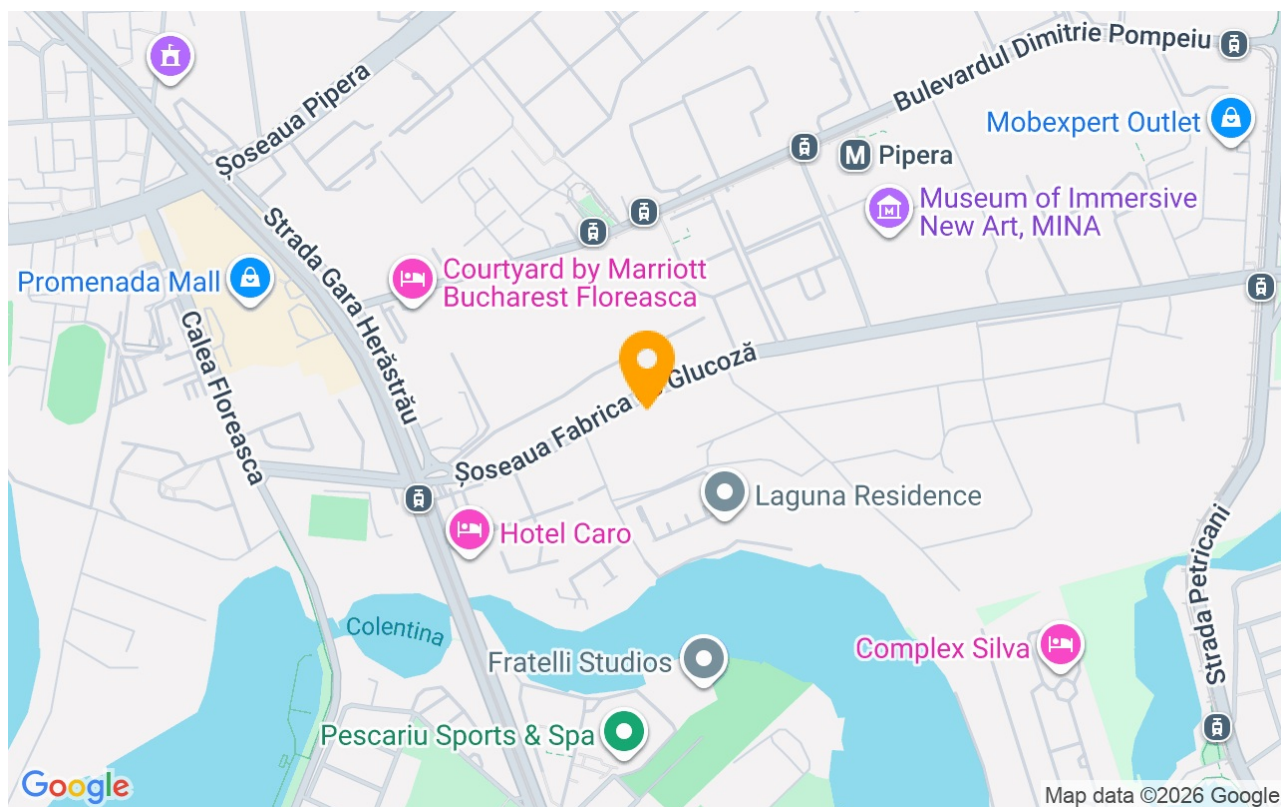 Bulevardul Dimitrie Pompeiu
Șoseaua Pipera
Mobexpert Outlet
M Pipera
Museum of Immersive
New Art, MINA
Strada Gara Herăstrău
Promenada Mall
Courtyard by Marriott
Bucharest Floreasca
Calea Floreasca
Șoseaua Fabrica
Glucoză
Laguna Residence
Hotel Caro
Strada Petricani
Colentina
Complex Silva
Fratelli Studios
Pescariu Sports & Spa
Google
Map data ©2026 Google